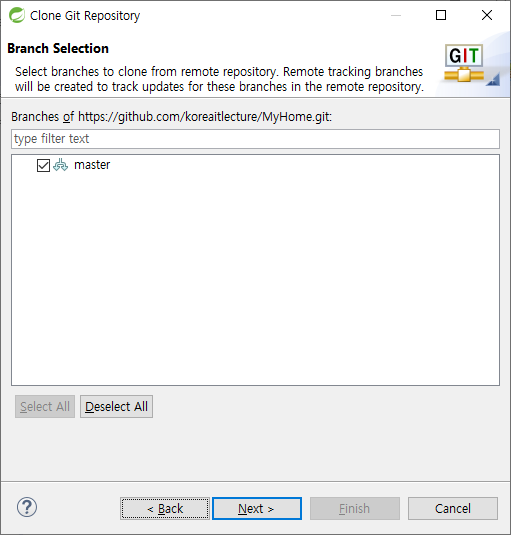 Clone Git Repository
Branch Selection
Select branches to clone from remote repository. Remote tracking branches
will be created to track updates for these branches in the remote repository.
GIT
Branches of https://github.com/koreaitlecture/MyHome.git:
type filter text
master
Select All
Deselect All
?
< Back
Next >
Finish
Cancel